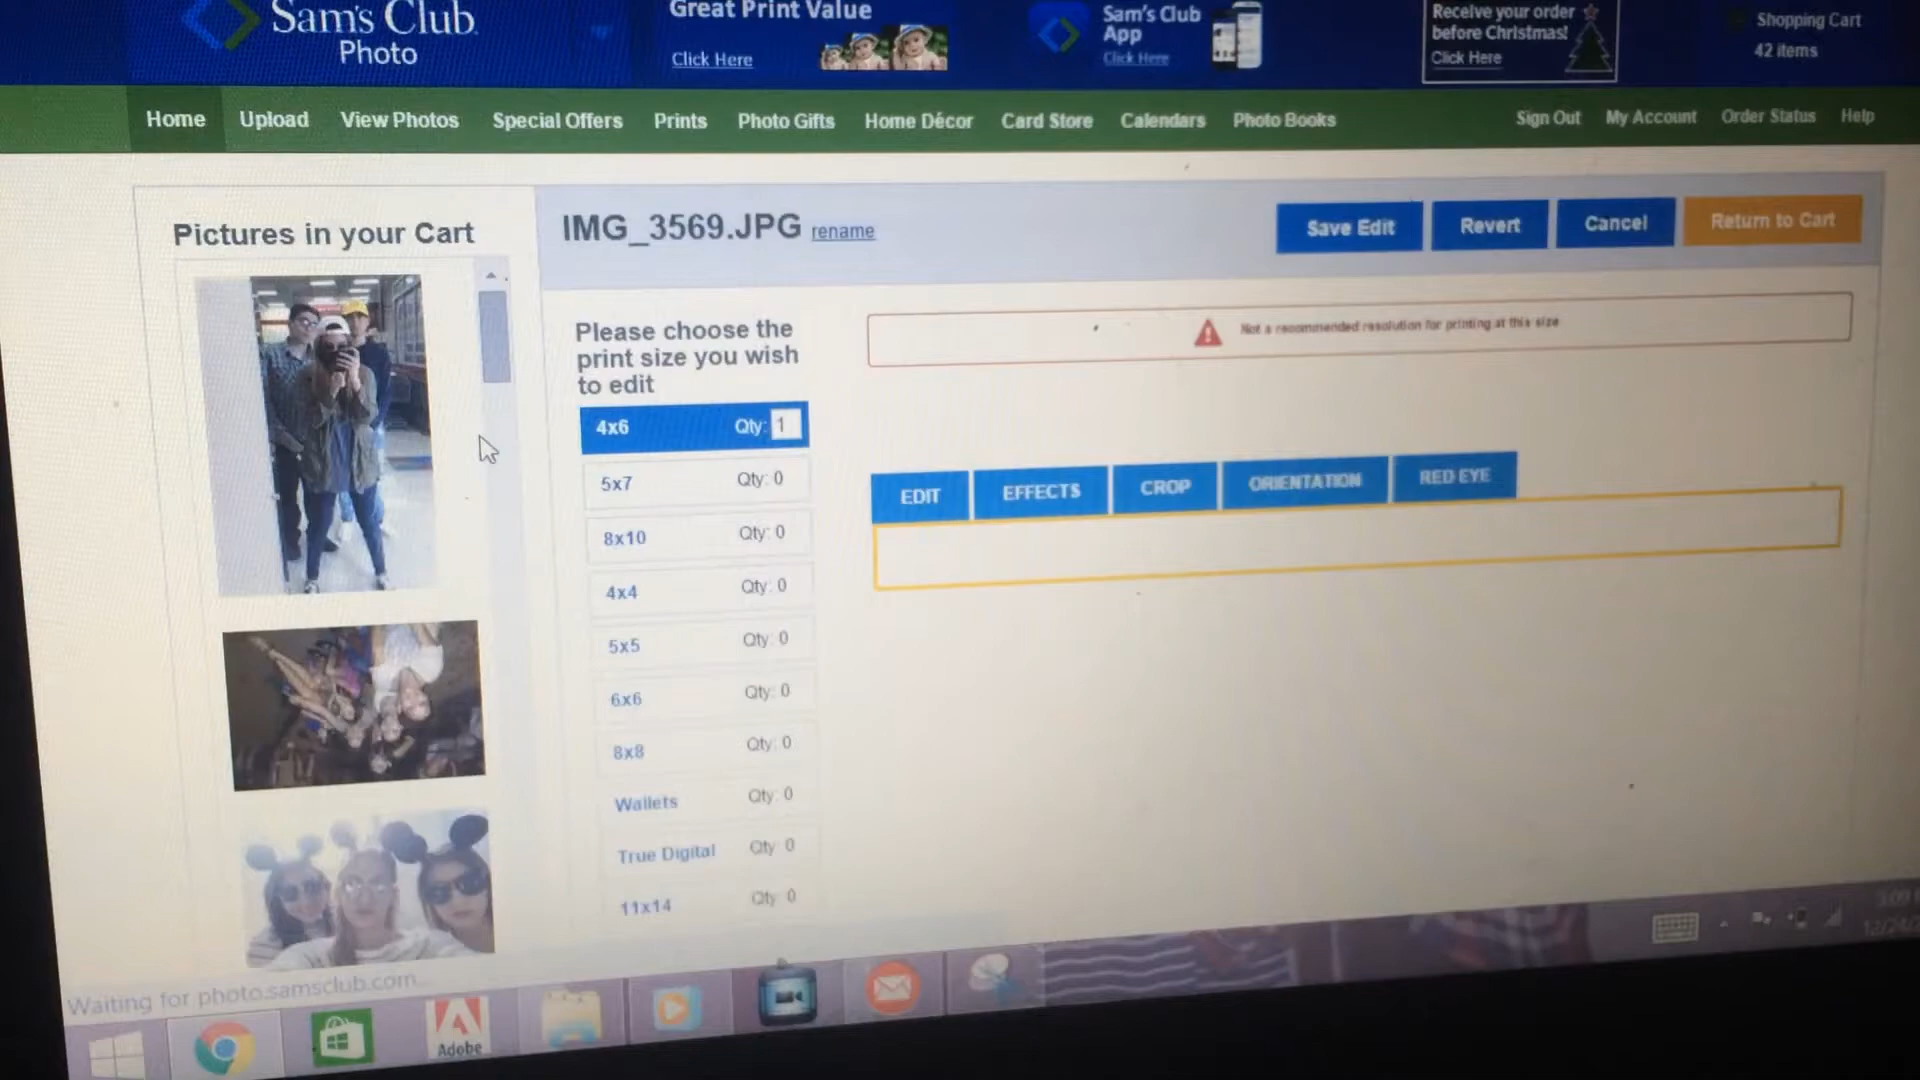 Sam's Club
Photo
Great Print Value
Click Here
Sam's Club
App
Click Here
Receive your order
before Christmas!
Click Here
Shopping Cart
42 items
Home
Upload
View Photos
Special Offers
Prints
Photo Gifts
Home Décor
Card Store
Calendars
Photo Books
Sign Out
My Account
Order Status
Help
Pictures in your Cart
IMG_3569.JPG rename
Save Edit
Revert
Cancel
Return to Cart
Please choose the
print size you wish
to edit
Not a recommended resolution for printing at this size
4x6 Qty: 1
5x7 Qty: 0
8x10 Qty: 0
4x4 Qty: 0
5x5 Qty: 0
6x6 Qty: 0
8x8 Qty: 0
Wallets Qty: 0
True Digital Qty: 0
11x14 Qty: 0
EDIT
EFFECTS
CROP
ORIENTATION
RED EYE
Waiting for photo.samsclub.com...
Adobe